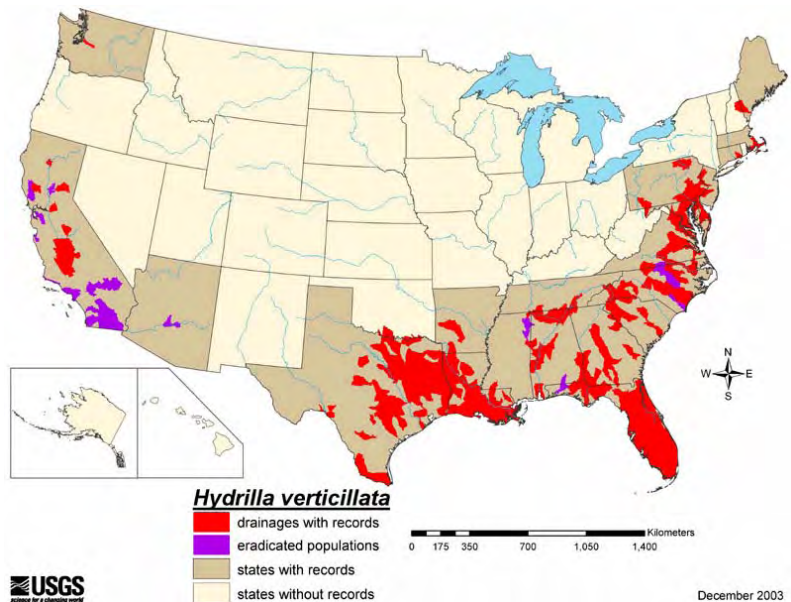 N
W E
S
Hydrilla verticillata
drainages with records
eradicated populations
states with records
states without records
Kilometers
0 175 350 700 1,050 1,400
USGS
science for a changing world
December 2003